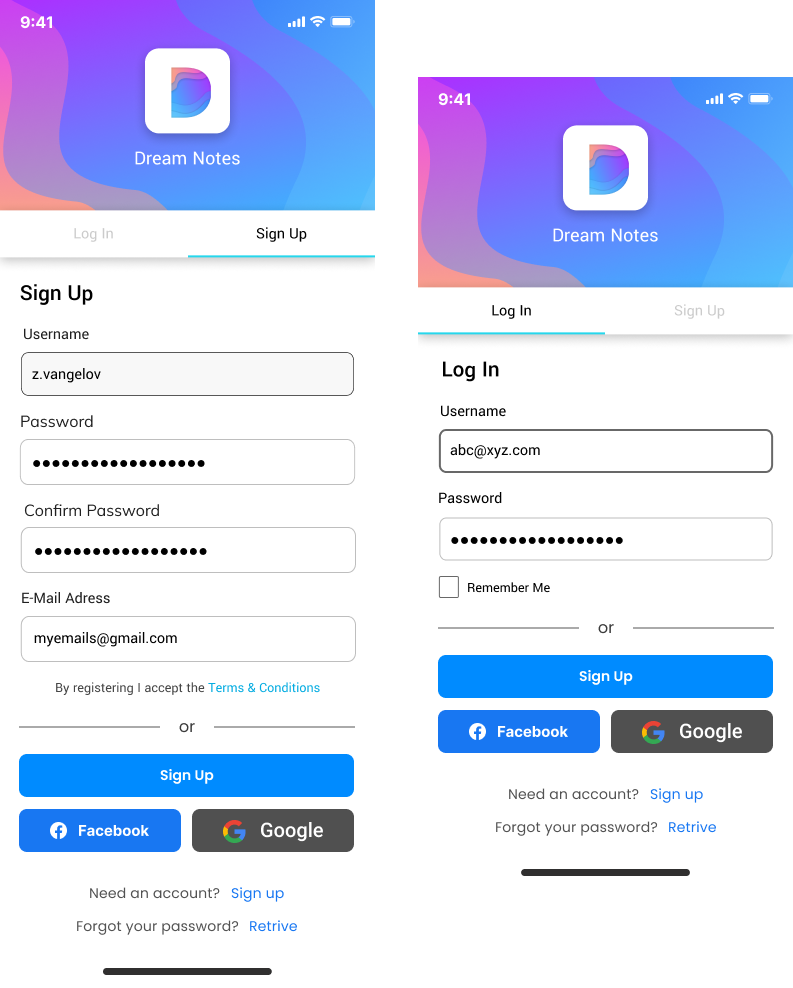 9:41
Dream Notes
Log In Sign Up
Sign Up
Username
z.vangelov
Password
Confirm Password
E-Mail Adress
myemails@gmail.com
By registering I accept the Terms & Conditions
or
Sign Up
Facebook Google
Need an account? Sign up
Forgot your password? Retrive
9:41
Dream Notes
Log In Sign Up
Log In
Username
abc@xyz.com
Password
Remember Me
or
Sign Up
Facebook Google
Need an account? Sign up
Forgot your password? Retrive